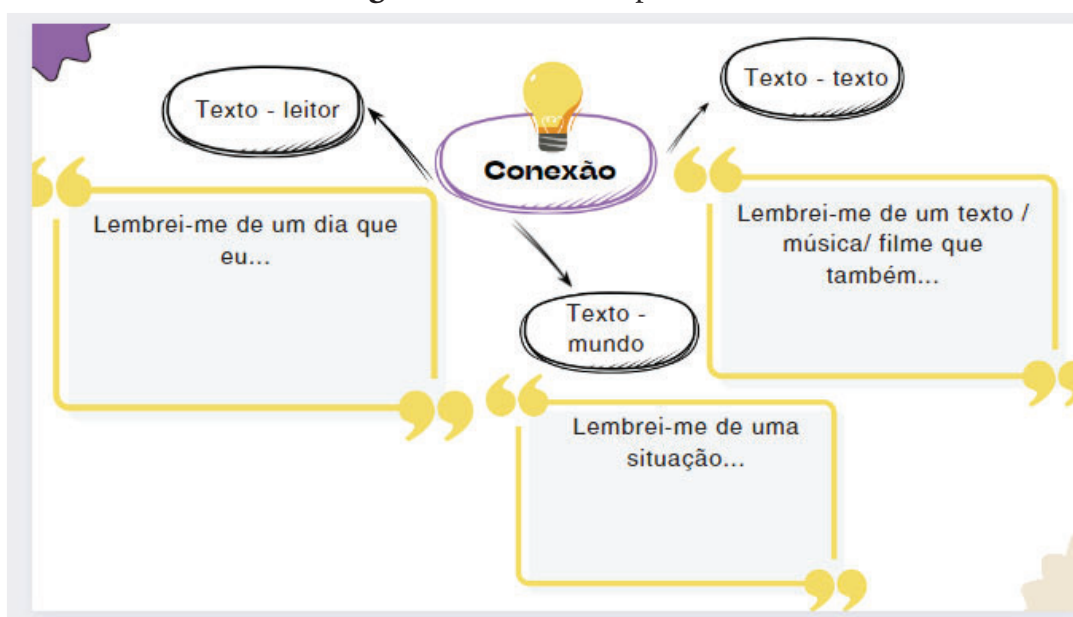 Texto - leitor
Conexão
Texto - texto
Lembrei-me de um dia que
eu...
Lembrei-me de um texto /
música/ filme que
também...
Texto -
mundo
Lembrei-me de uma
situação...